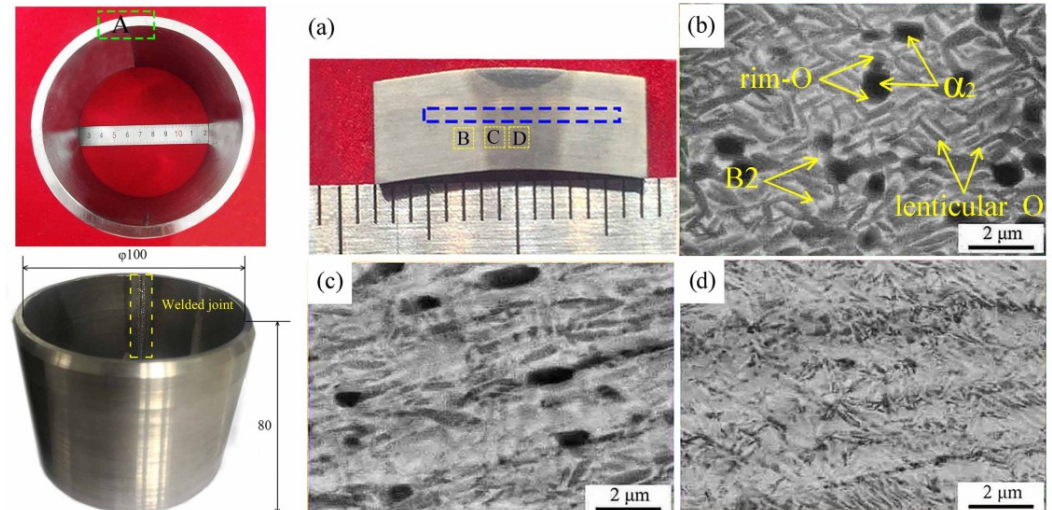 A
3 4 5 6 7 8 9 10 1 2
φ100
Welded joint
80
(a)
B C D
(b)
rim-O
α₂
B2
lenticular O
2 μm
(c)
2 μm
(d)
2 μm